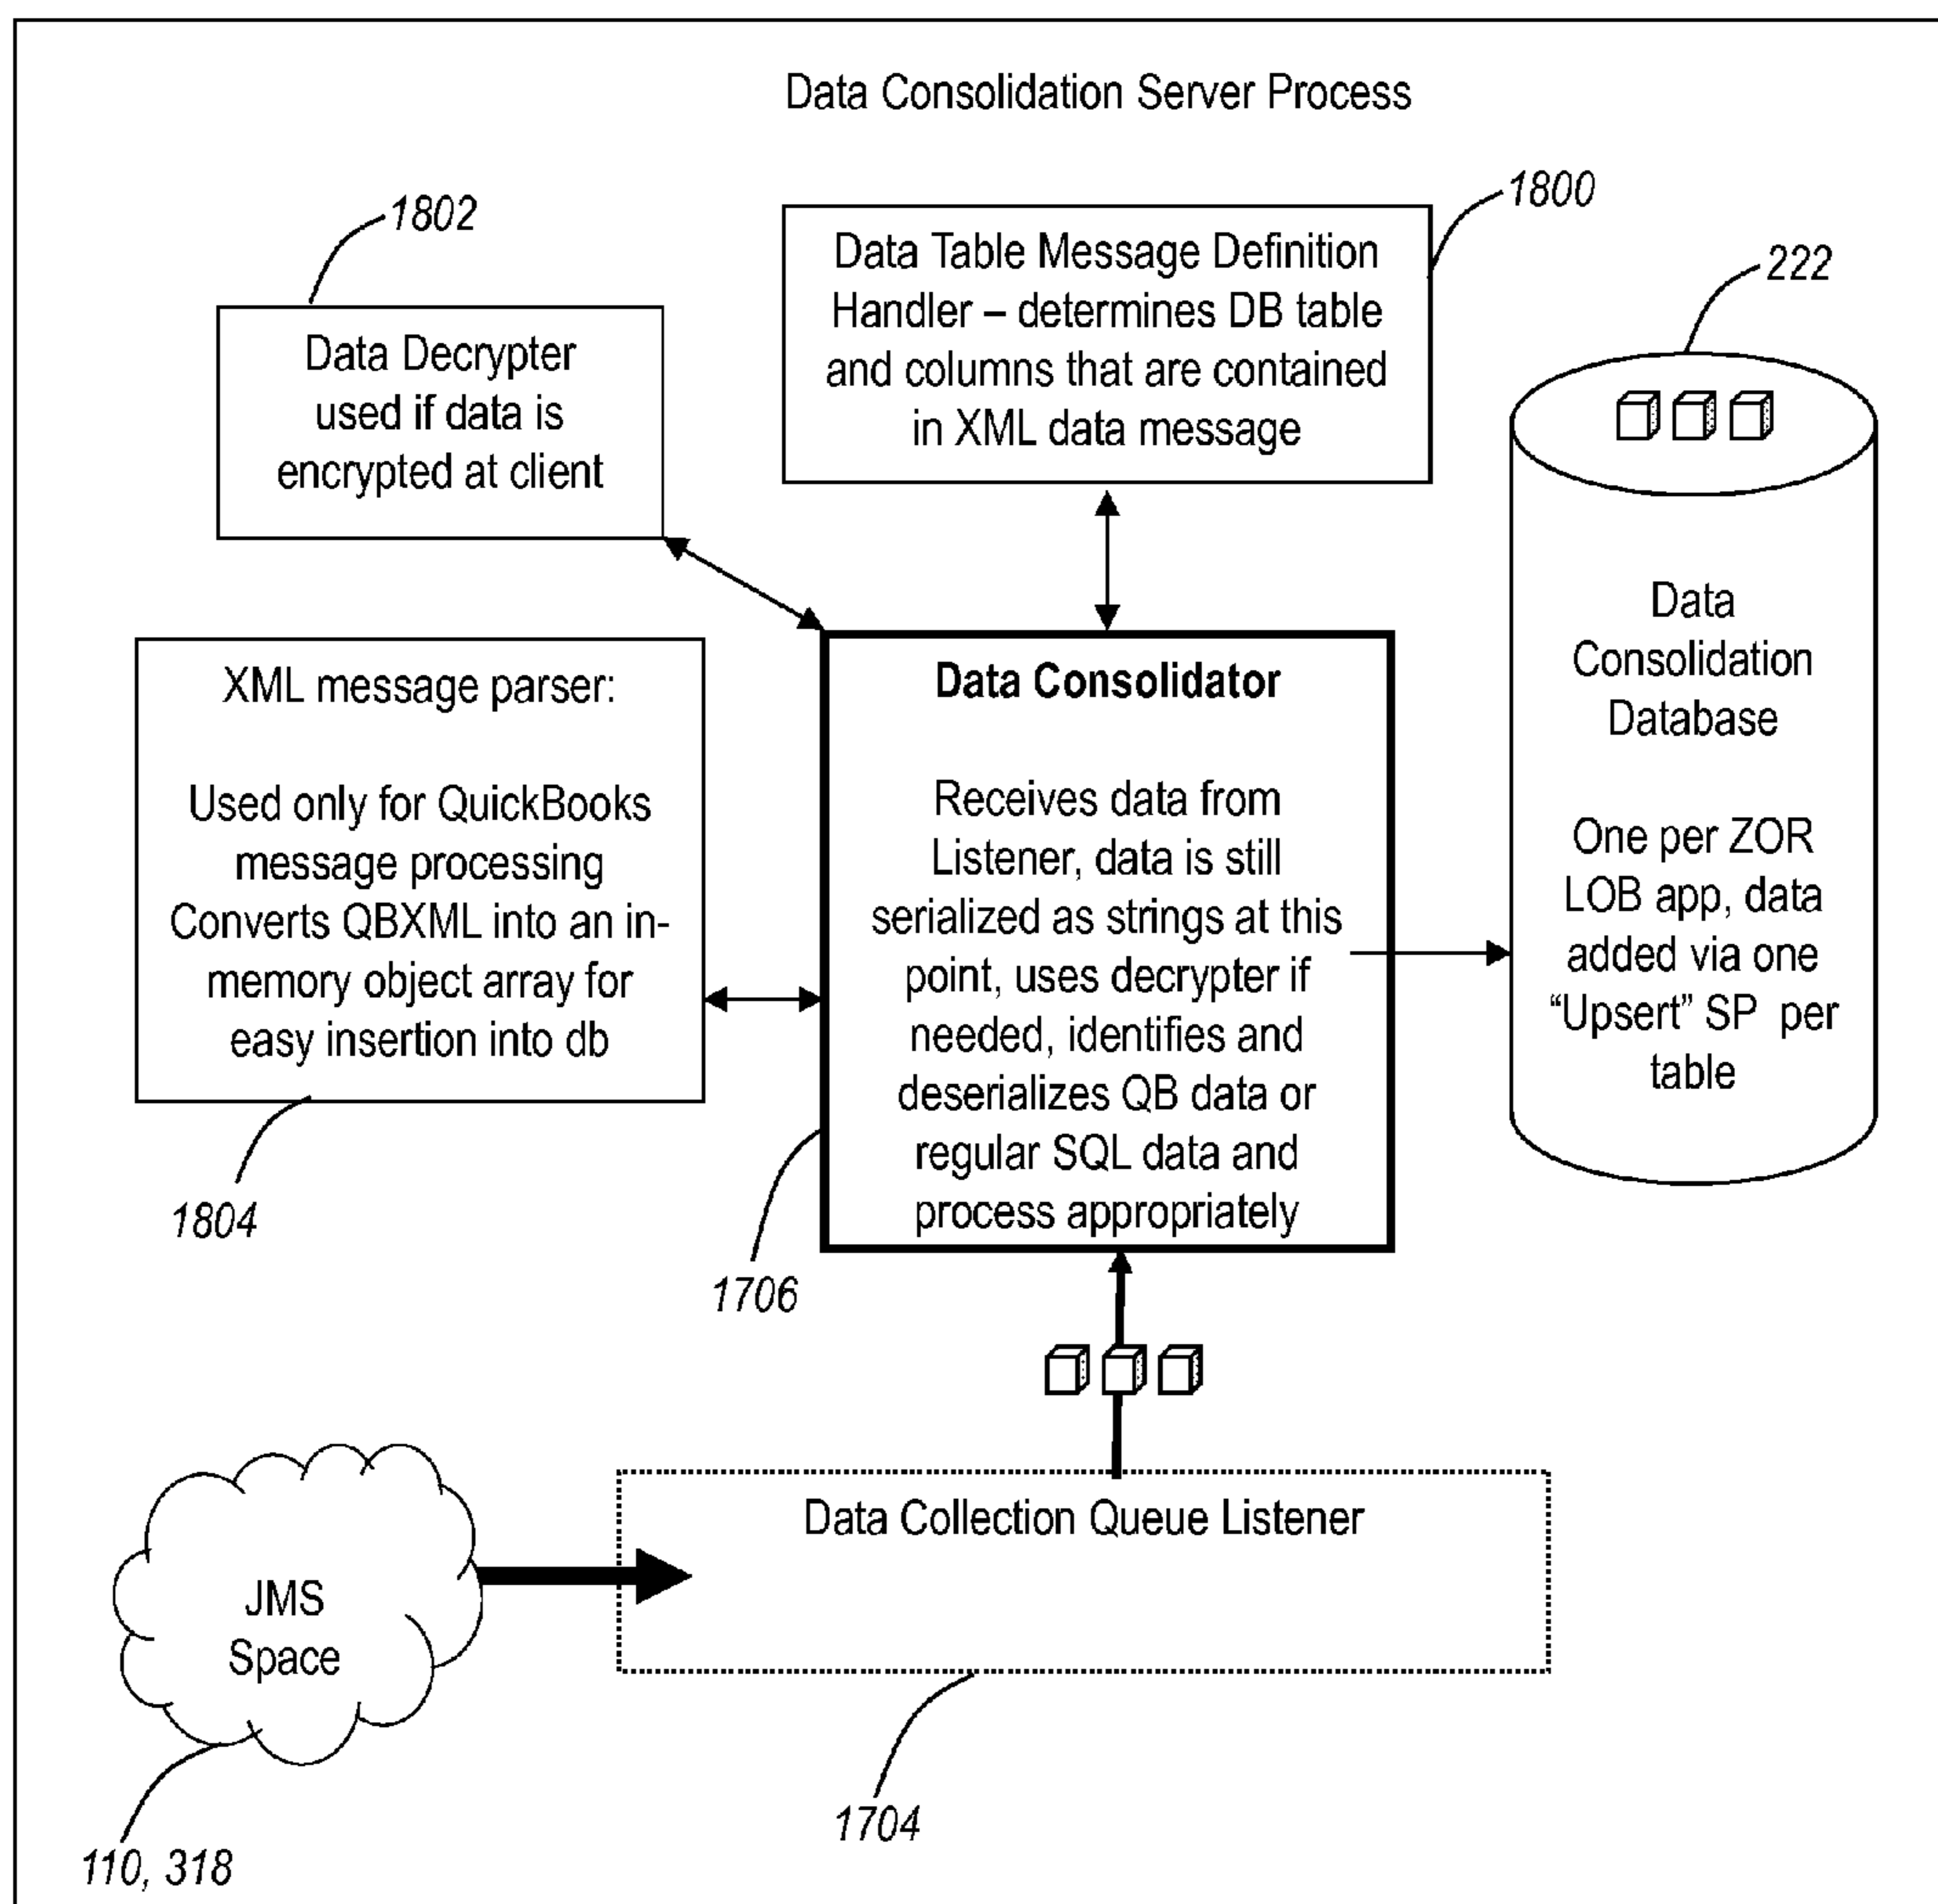 Data Consolidation Server Process
1802
1800
222
Data Decrypter
used if data is
encrypted at client
Data Table Message Definition
Handler – determines DB table
and columns that are contained
in XML data message
Data
Consolidation
Database
One per ZOR
LOB app, data
added via one
“Upsert” SP per
table
XML message parser:
Used only for QuickBooks
message processing
Converts QBXML into an in-
memory object array for
easy insertion into db
1804
Data Consolidator
Receives data from
Listener, data is still
serialized as strings at this
point, uses decrypter if
needed, identifies and
deserializes QB data or
regular SQL data and
process appropriately
1706
Data Collection Queue Listener
JMS
Space
1704
110, 318